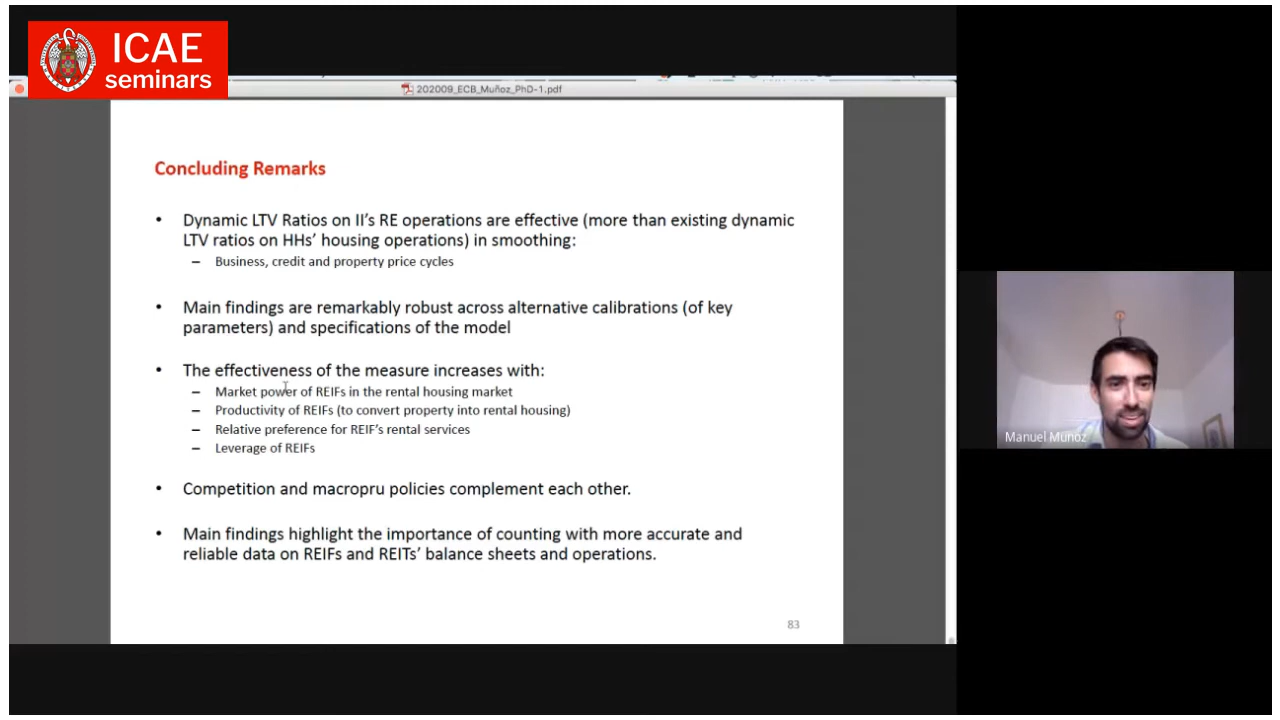 ICAE
seminars
202009_ECB_Muñoz_PhD-1.pdf
Concluding Remarks
• Dynamic LTV Ratios on II's RE operations are effective (more than existing dynamic
LTV ratios on HHs' housing operations) in smoothing:
– Business, credit and property price cycles
• Main findings are remarkably robust across alternative calibrations (of key
parameters) and specifications of the model
• The effectiveness of the measure increases with:
– Market power of REIFs in the rental housing market
– Productivity of REIFs (to convert property into rental housing)
– Relative preference for REIF's rental services
– Leverage of REIFs
• Competition and macropru policies complement each other.
• Main findings highlight the importance of counting with more accurate and
reliable data on REIFs and REITs' balance sheets and operations.
83
Manuel Muñoz